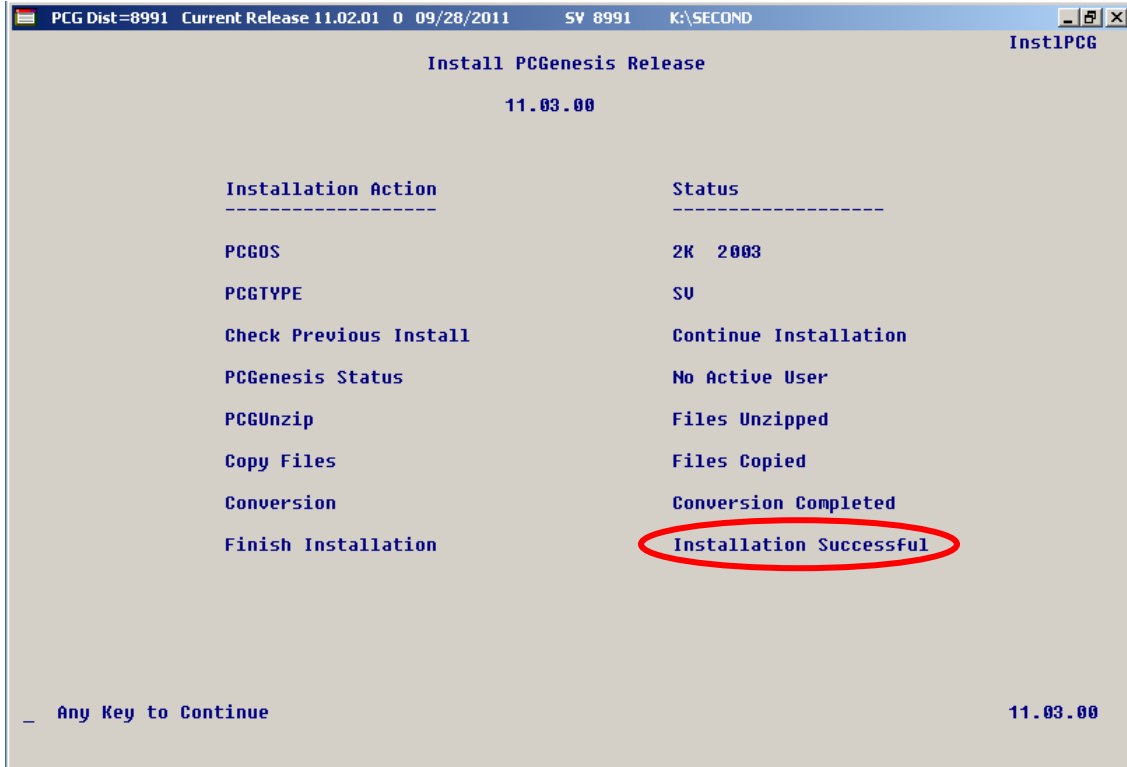 PCG Dist=8991 Current Release 11.02.01 0 09/28/2011 SV 8991 K:\SECOND
InstlPCG
Install PCGenesis Release
11.03.00
Installation Action Status
------------------- -------------------
PCGOS 2K 2003
PCGTYPE SV
Check Previous Install Continue Installation
PCGenesis Status No Active User
PCGUnzip Files Unzipped
Copy Files Files Copied
Conversion Conversion Completed
Finish Installation Installation Successful
_ Any Key to Continue 11.03.00